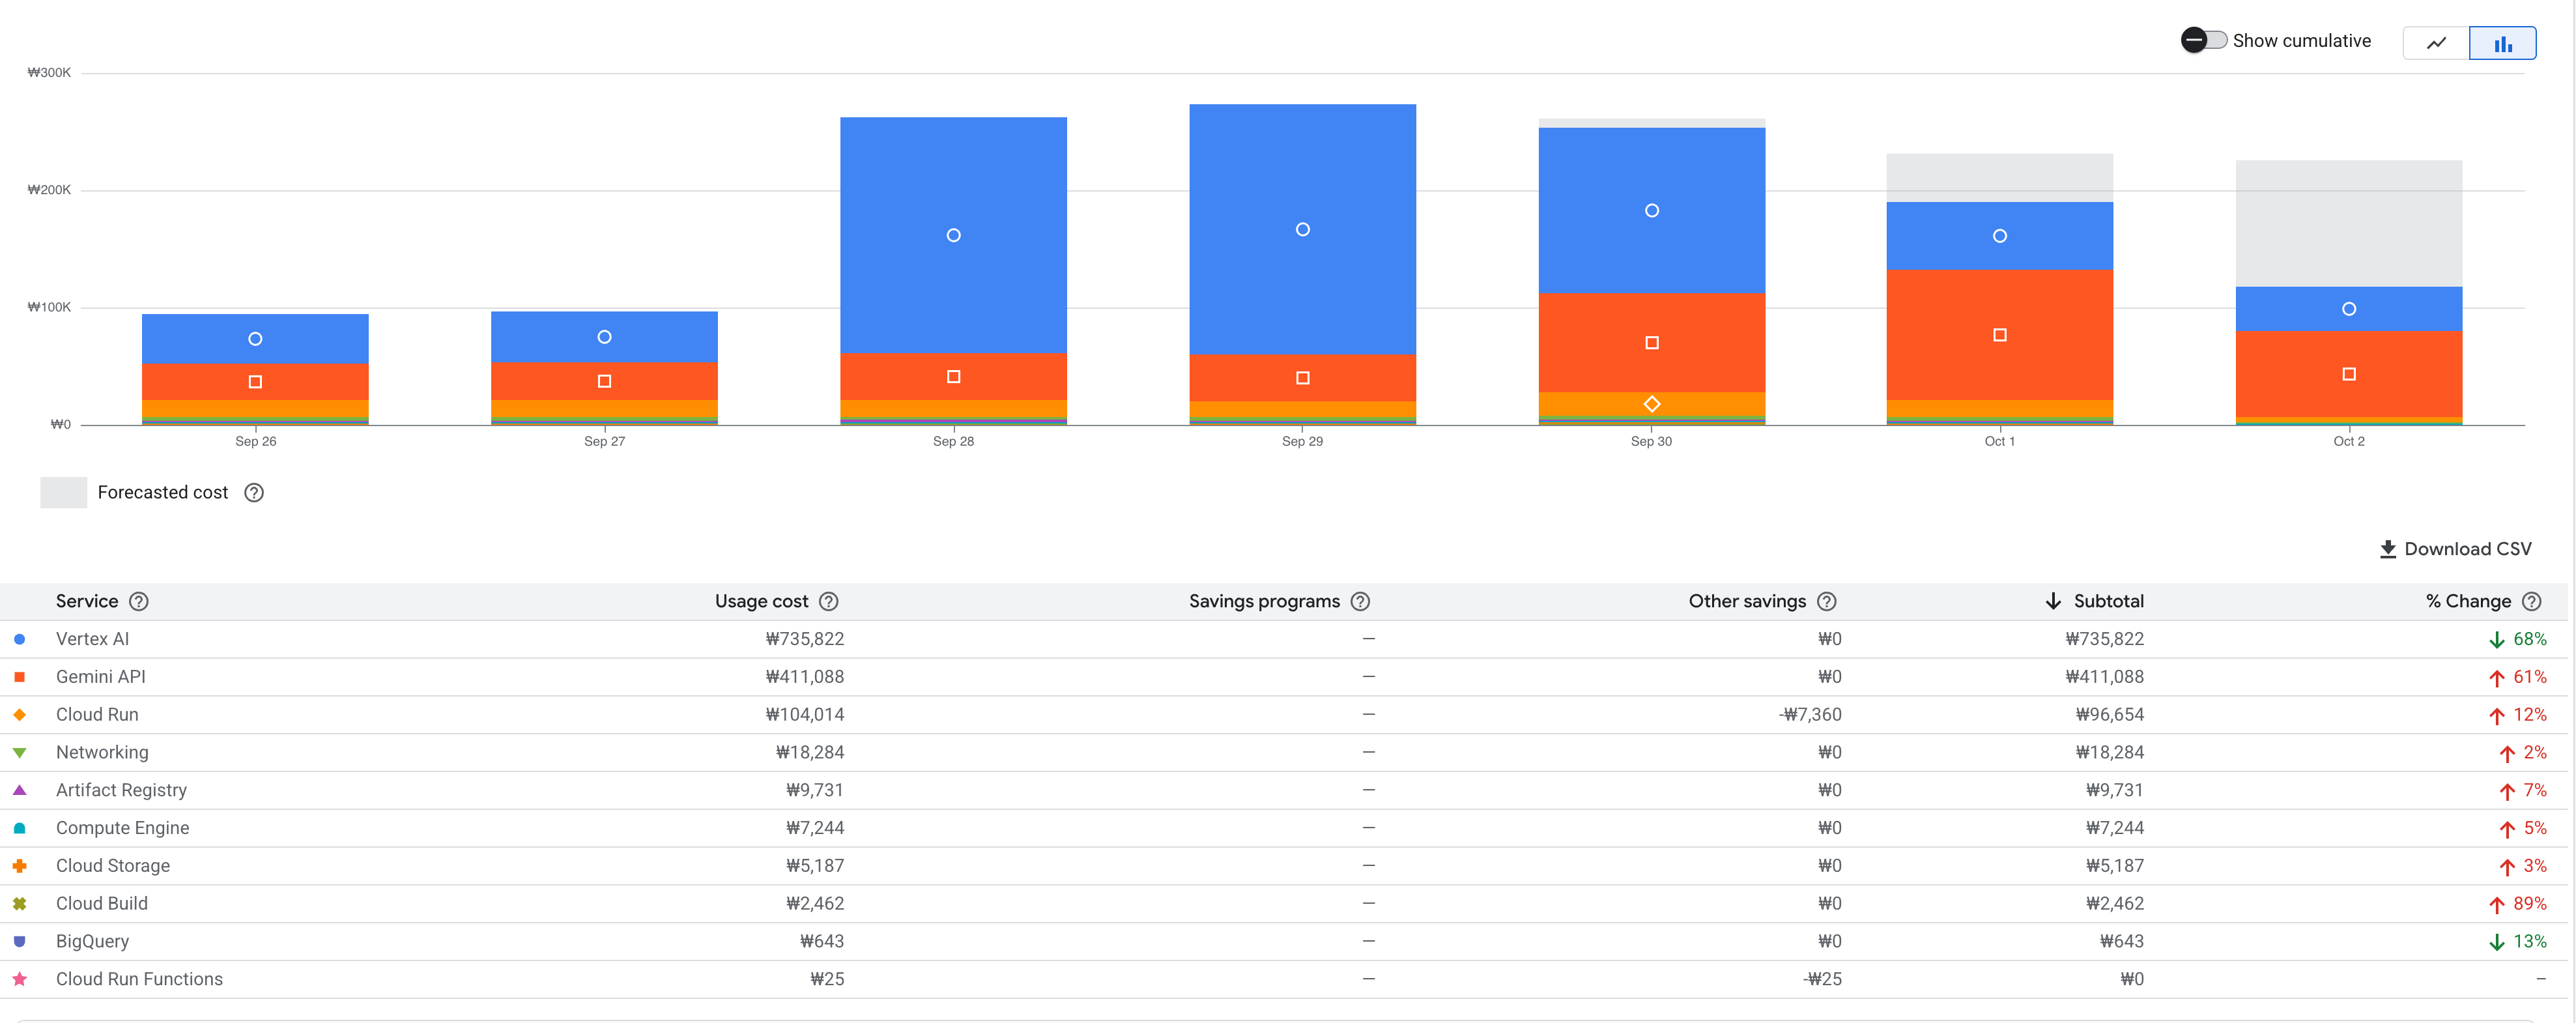 Show cumulative
₩300K
₩200K
₩100K
₩0
Sep 26 Sep 27 Sep 28 Sep 29 Sep 30 Oct 1 Oct 2
Forecasted cost ?
Download CSV
Service ? Usage cost ? Savings programs ? Other savings ? ↓ Subtotal % Change ?
Vertex AI ₩735,822 — ₩0 ₩735,822 ↓ 68%
Gemini API ₩411,088 — ₩0 ₩411,088 ↑ 61%
Cloud Run ₩104,014 — -₩7,360 ₩96,654 ↑ 12%
Networking ₩18,284 — ₩0 ₩18,284 ↑ 2%
Artifact Registry ₩9,731 — ₩0 ₩9,731 ↑ 7%
Compute Engine ₩7,244 — ₩0 ₩7,244 ↑ 5%
Cloud Storage ₩5,187 — ₩0 ₩5,187 ↑ 3%
Cloud Build ₩2,462 — ₩0 ₩2,462 ↑ 89%
BigQuery ₩643 — ₩0 ₩643 ↓ 13%
Cloud Run Functions ₩25 — -₩25 ₩0 –